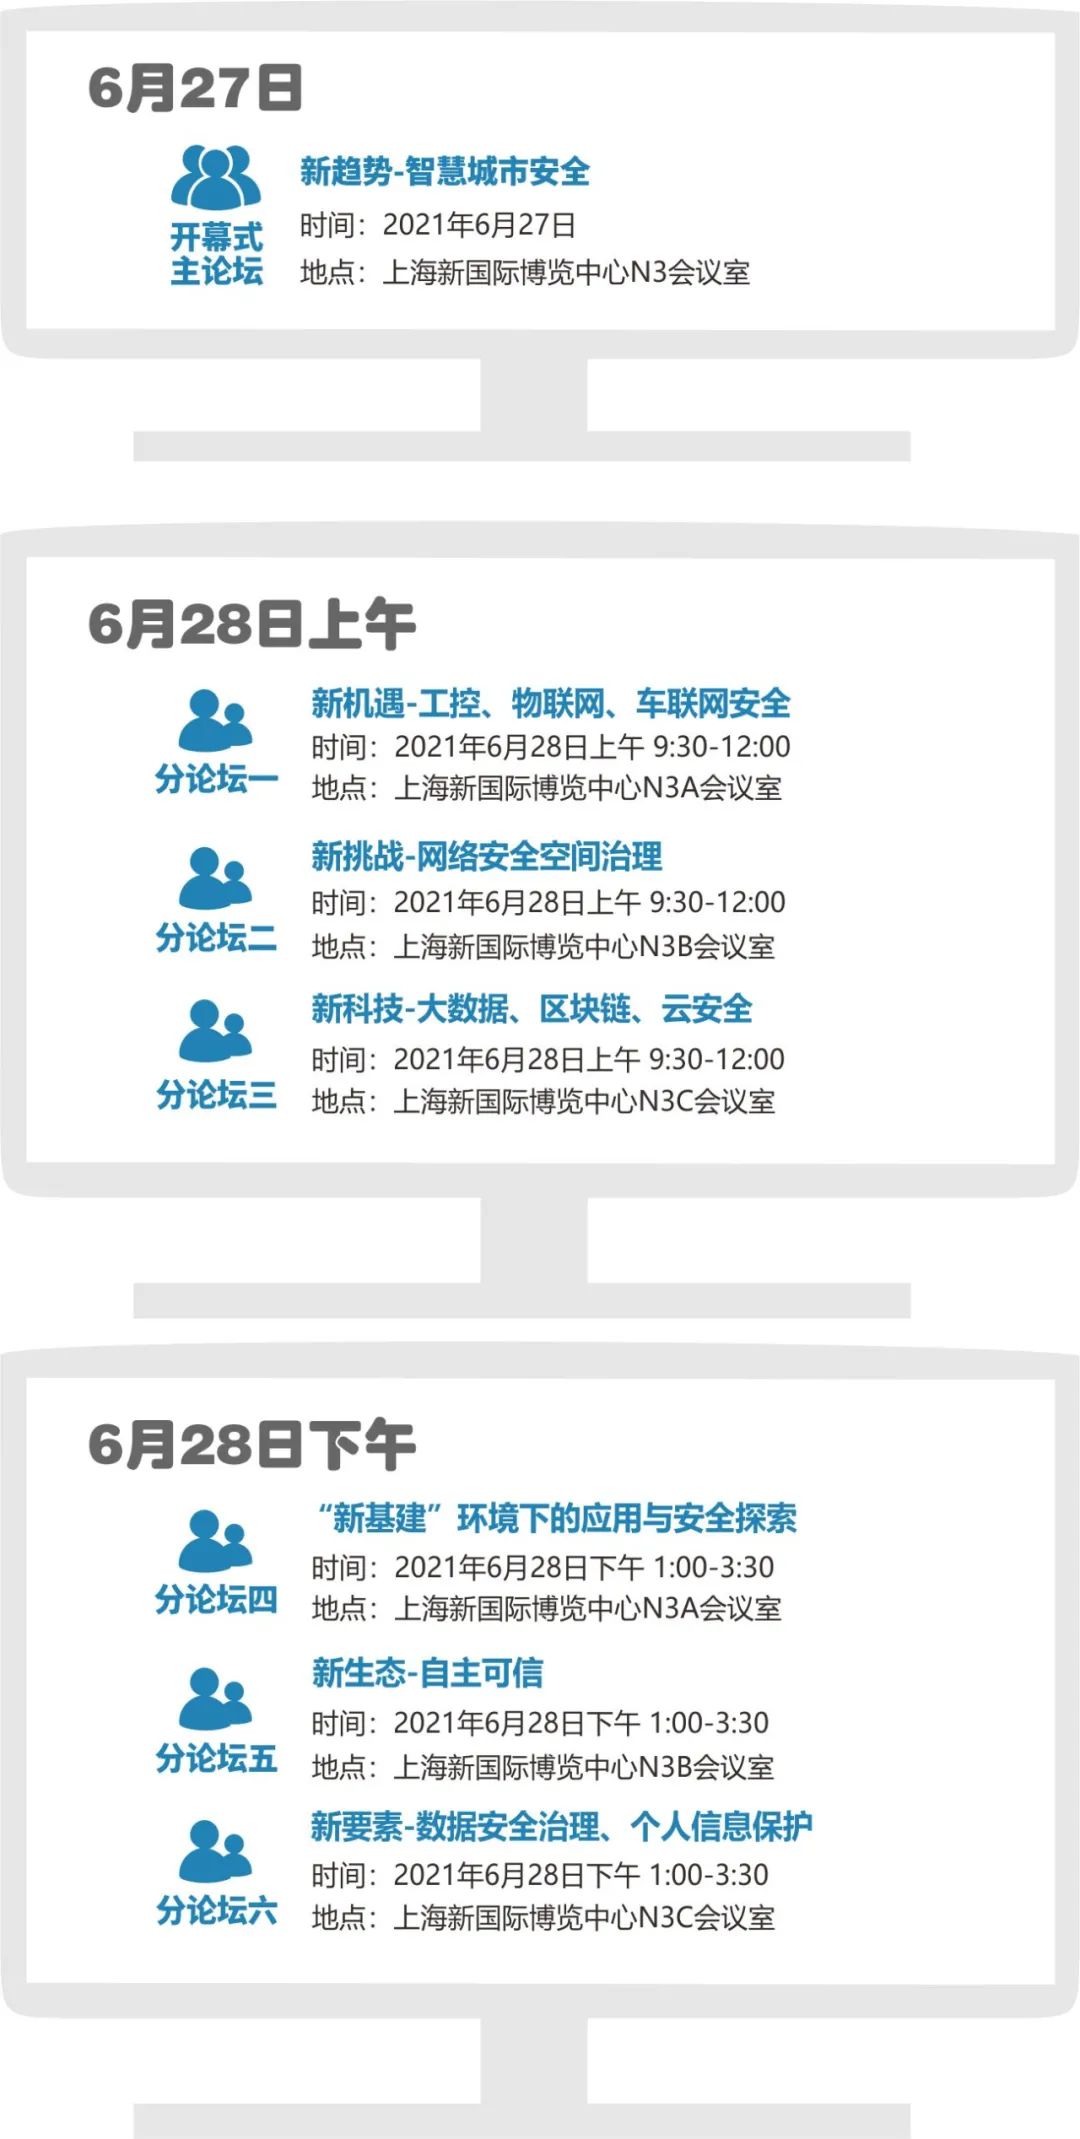 6月27日
新趋势-智慧城市安全
时间：2021年6月27日
开幕式
主论坛
地点：上海新国际博览中心N3会议室
6月28日上午
新机遇-工控、物联网、车联网安全
时间：2021年6月28日上午 9:30-12:00
分论坛一
地点：上海新国际博览中心N3A会议室
新挑战-网络安全空间治理
时间：2021年6月28日上午 9:30-12:00
分论坛二
地点：上海新国际博览中心N3B会议室
新科技-大数据、区块链、云安全
时间：2021年6月28日上午 9:30-12:00
分论坛三
地点：上海新国际博览中心N3C会议室
6月28日下午
“新基建”环境下的应用与安全探索
时间：2021年6月28日下午 1:00-3:30
分论坛四
地点：上海新国际博览中心N3A会议室
新生态-自主可信
时间：2021年6月28日下午 1:00-3:30
分论坛五
地点：上海新国际博览中心N3B会议室
新要素-数据安全治理、个人信息保护
时间：2021年6月28日下午 1:00-3:30
分论坛六
地点：上海新国际博览中心N3C会议室